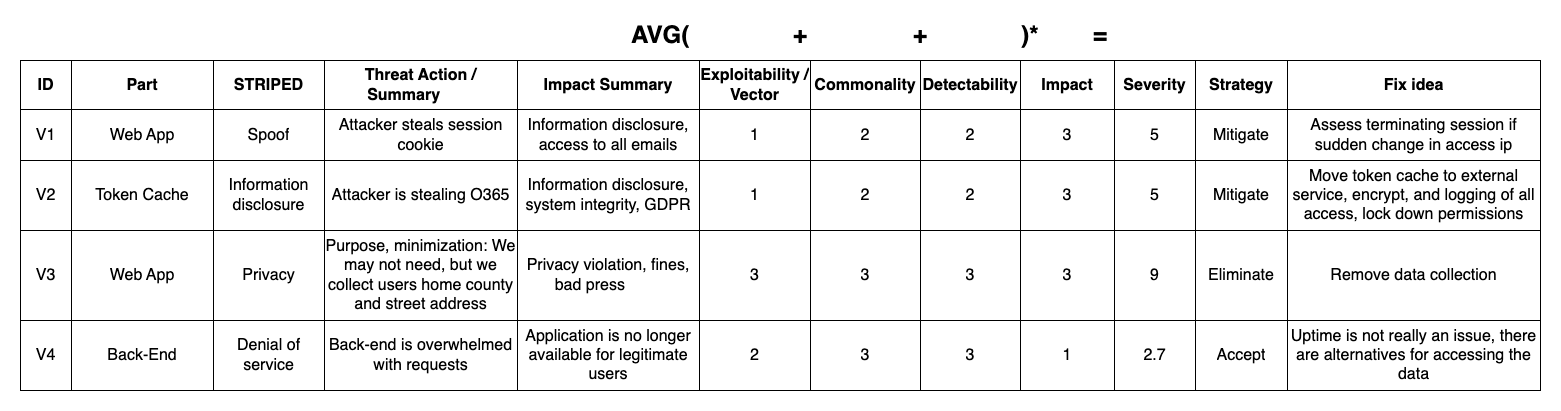 AVG( + + )* =
ID Part STRIPED Threat Action / Summary Impact Summary Exploitability / Vector Commonality Detectability Impact Severity Strategy Fix idea
V1 Web App Spoof Attacker steals session cookie Information disclosure, access to all emails 1 2 2 3 5 Mitigate Assess terminating session if sudden change in access ip
V2 Token Cache Information disclosure Attacker is stealing O365 Information disclosure, system integrity, GDPR 1 2 2 3 5 Mitigate Move token cache to external service, encrypt, and logging of all access, lock down permissions
V3 Web App Privacy Purpose, minimization: We may not need, but we collect users home county and street address Privacy violation, fines, bad press 3 3 3 3 9 Eliminate Remove data collection
V4 Back-End Denial of service Back-end is overwhelmed with requests Application is no longer available for legitimate users 2 3 3 1 2.7 Accept Uptime is not really an issue, there are alternatives for accessing the data